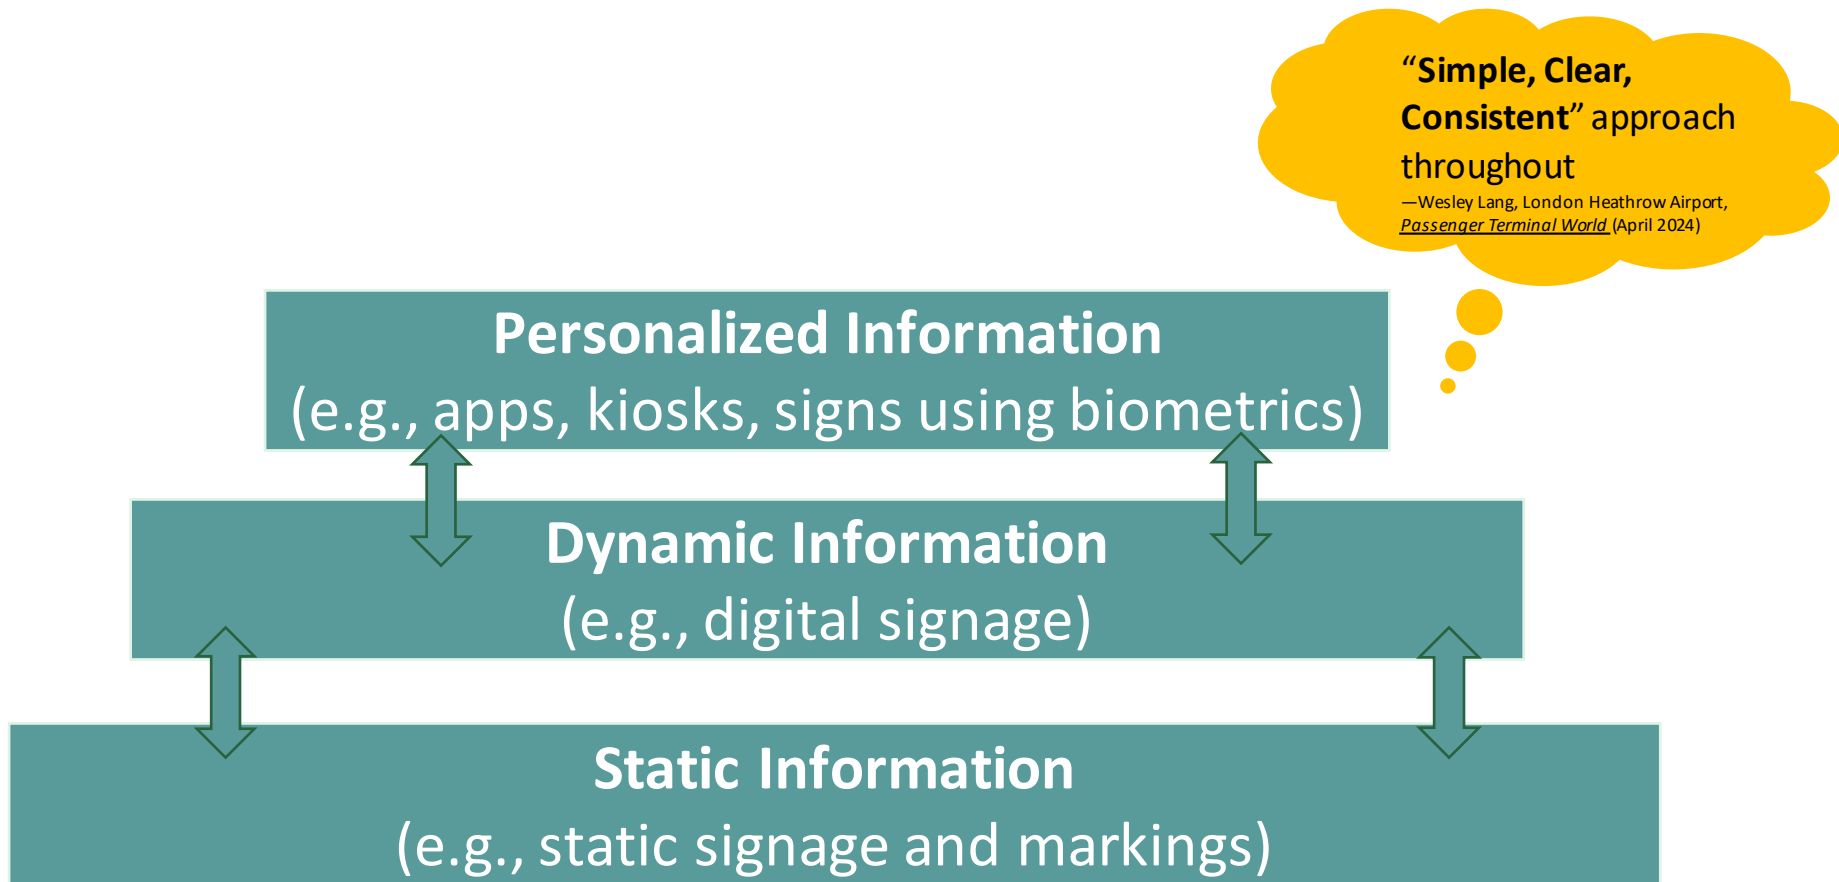 “Simple, Clear,
Consistent” approach
throughout
—Wesley Lang, London Heathrow Airport,
Passenger Terminal World (April 2024)
Personalized Information
(e.g., apps, kiosks, signs using biometrics)
Dynamic Information
(e.g., digital signage)
Static Information
(e.g., static signage and markings)